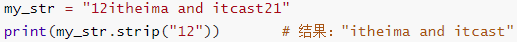 my_str = "12itheima and itcast21"
print(my_str.strip("12"))        # 结果："itheima and itcast"